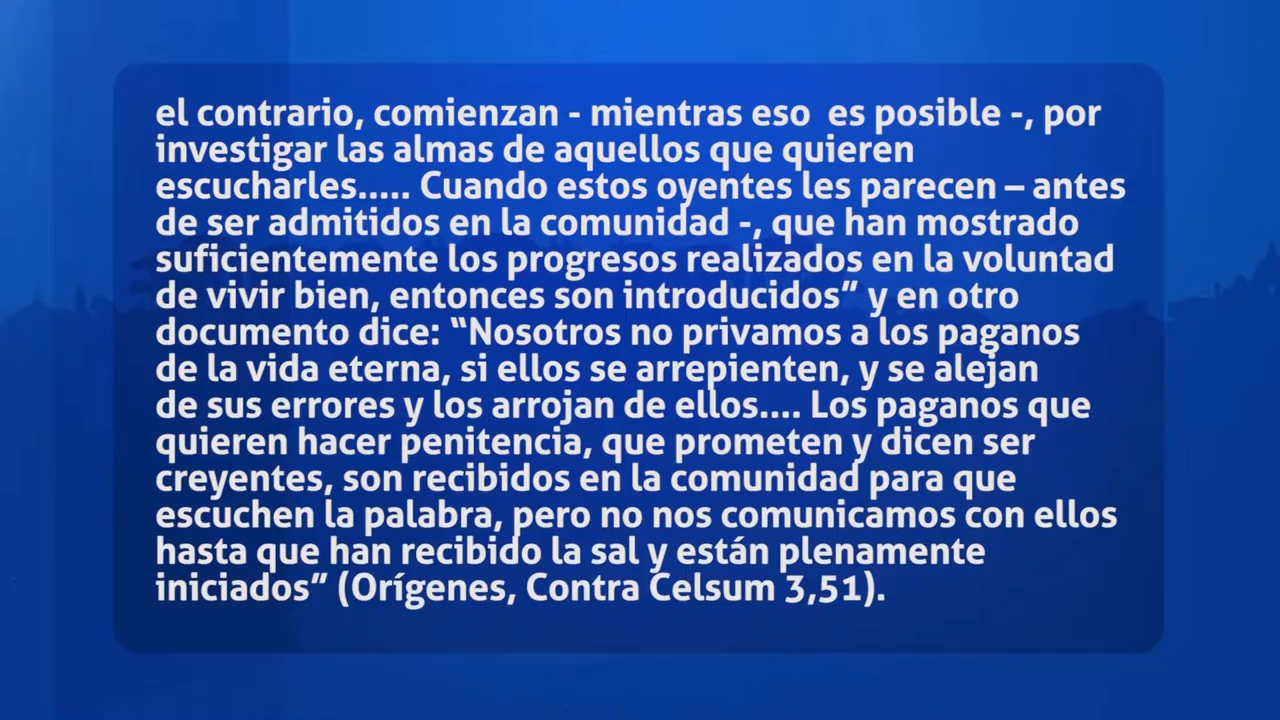 el contrario, comienzan - mientras eso  es posible -, por
investigar las almas de aquellos que quieren
escucharles..... Cuando estos oyentes les parecen – antes
de ser admitidos en la comunidad -, que han mostrado
suficientemente los progresos realizados en la voluntad
de vivir bien, entonces son introducidos” y en otro
documento dice: “Nosotros no privamos a los paganos
de la vida eterna, si ellos se arrepienten, y se alejan
de sus errores y los arrojan de ellos.... Los paganos que
quieren hacer penitencia, que prometen y dicen ser
creyentes, son recibidos en la comunidad para que
escuchen la palabra, pero no nos comunicamos con ellos
hasta que han recibido la sal y están plenamente
iniciados” (Orígenes, Contra Celsum 3,51).